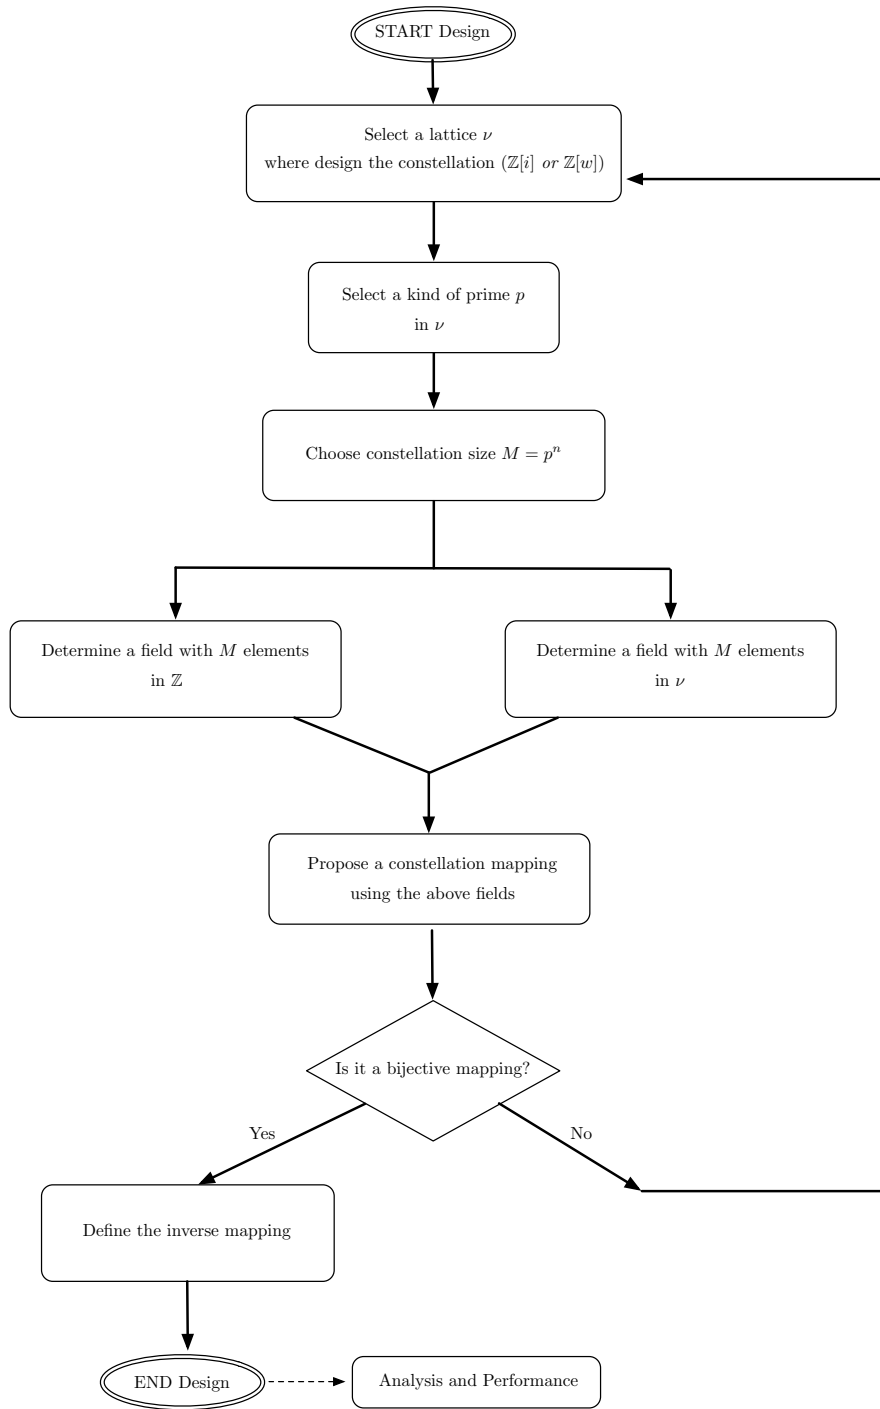 START Design
Select a lattice ν
where design the constellation (ℤ[i] or ℤ[w])
Select a kind of prime p
in ν
Choose constellation size M = pⁿ
Determine a field with M elements
in ℤ
Determine a field with M elements
in ν
Propose a constellation mapping
using the above fields
Is it a bijective mapping?
Yes
No
Define the inverse mapping
END Design
Analysis and Performance